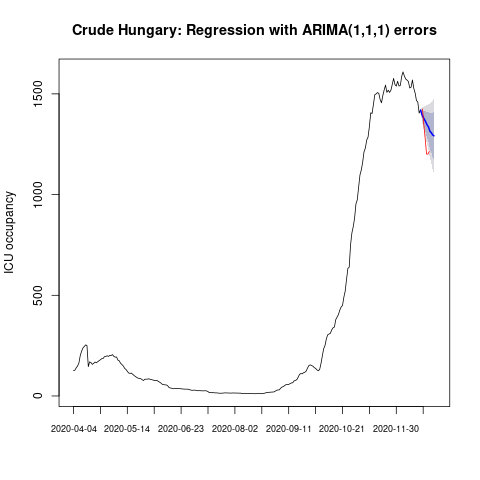 Crude Hungary: Regression with ARIMA(1,1,1) errors
ICU occupancy
1500
1000
500
0
2020-04-04 2020-05-14 2020-06-23 2020-08-02 2020-09-11 2020-10-21 2020-11-30